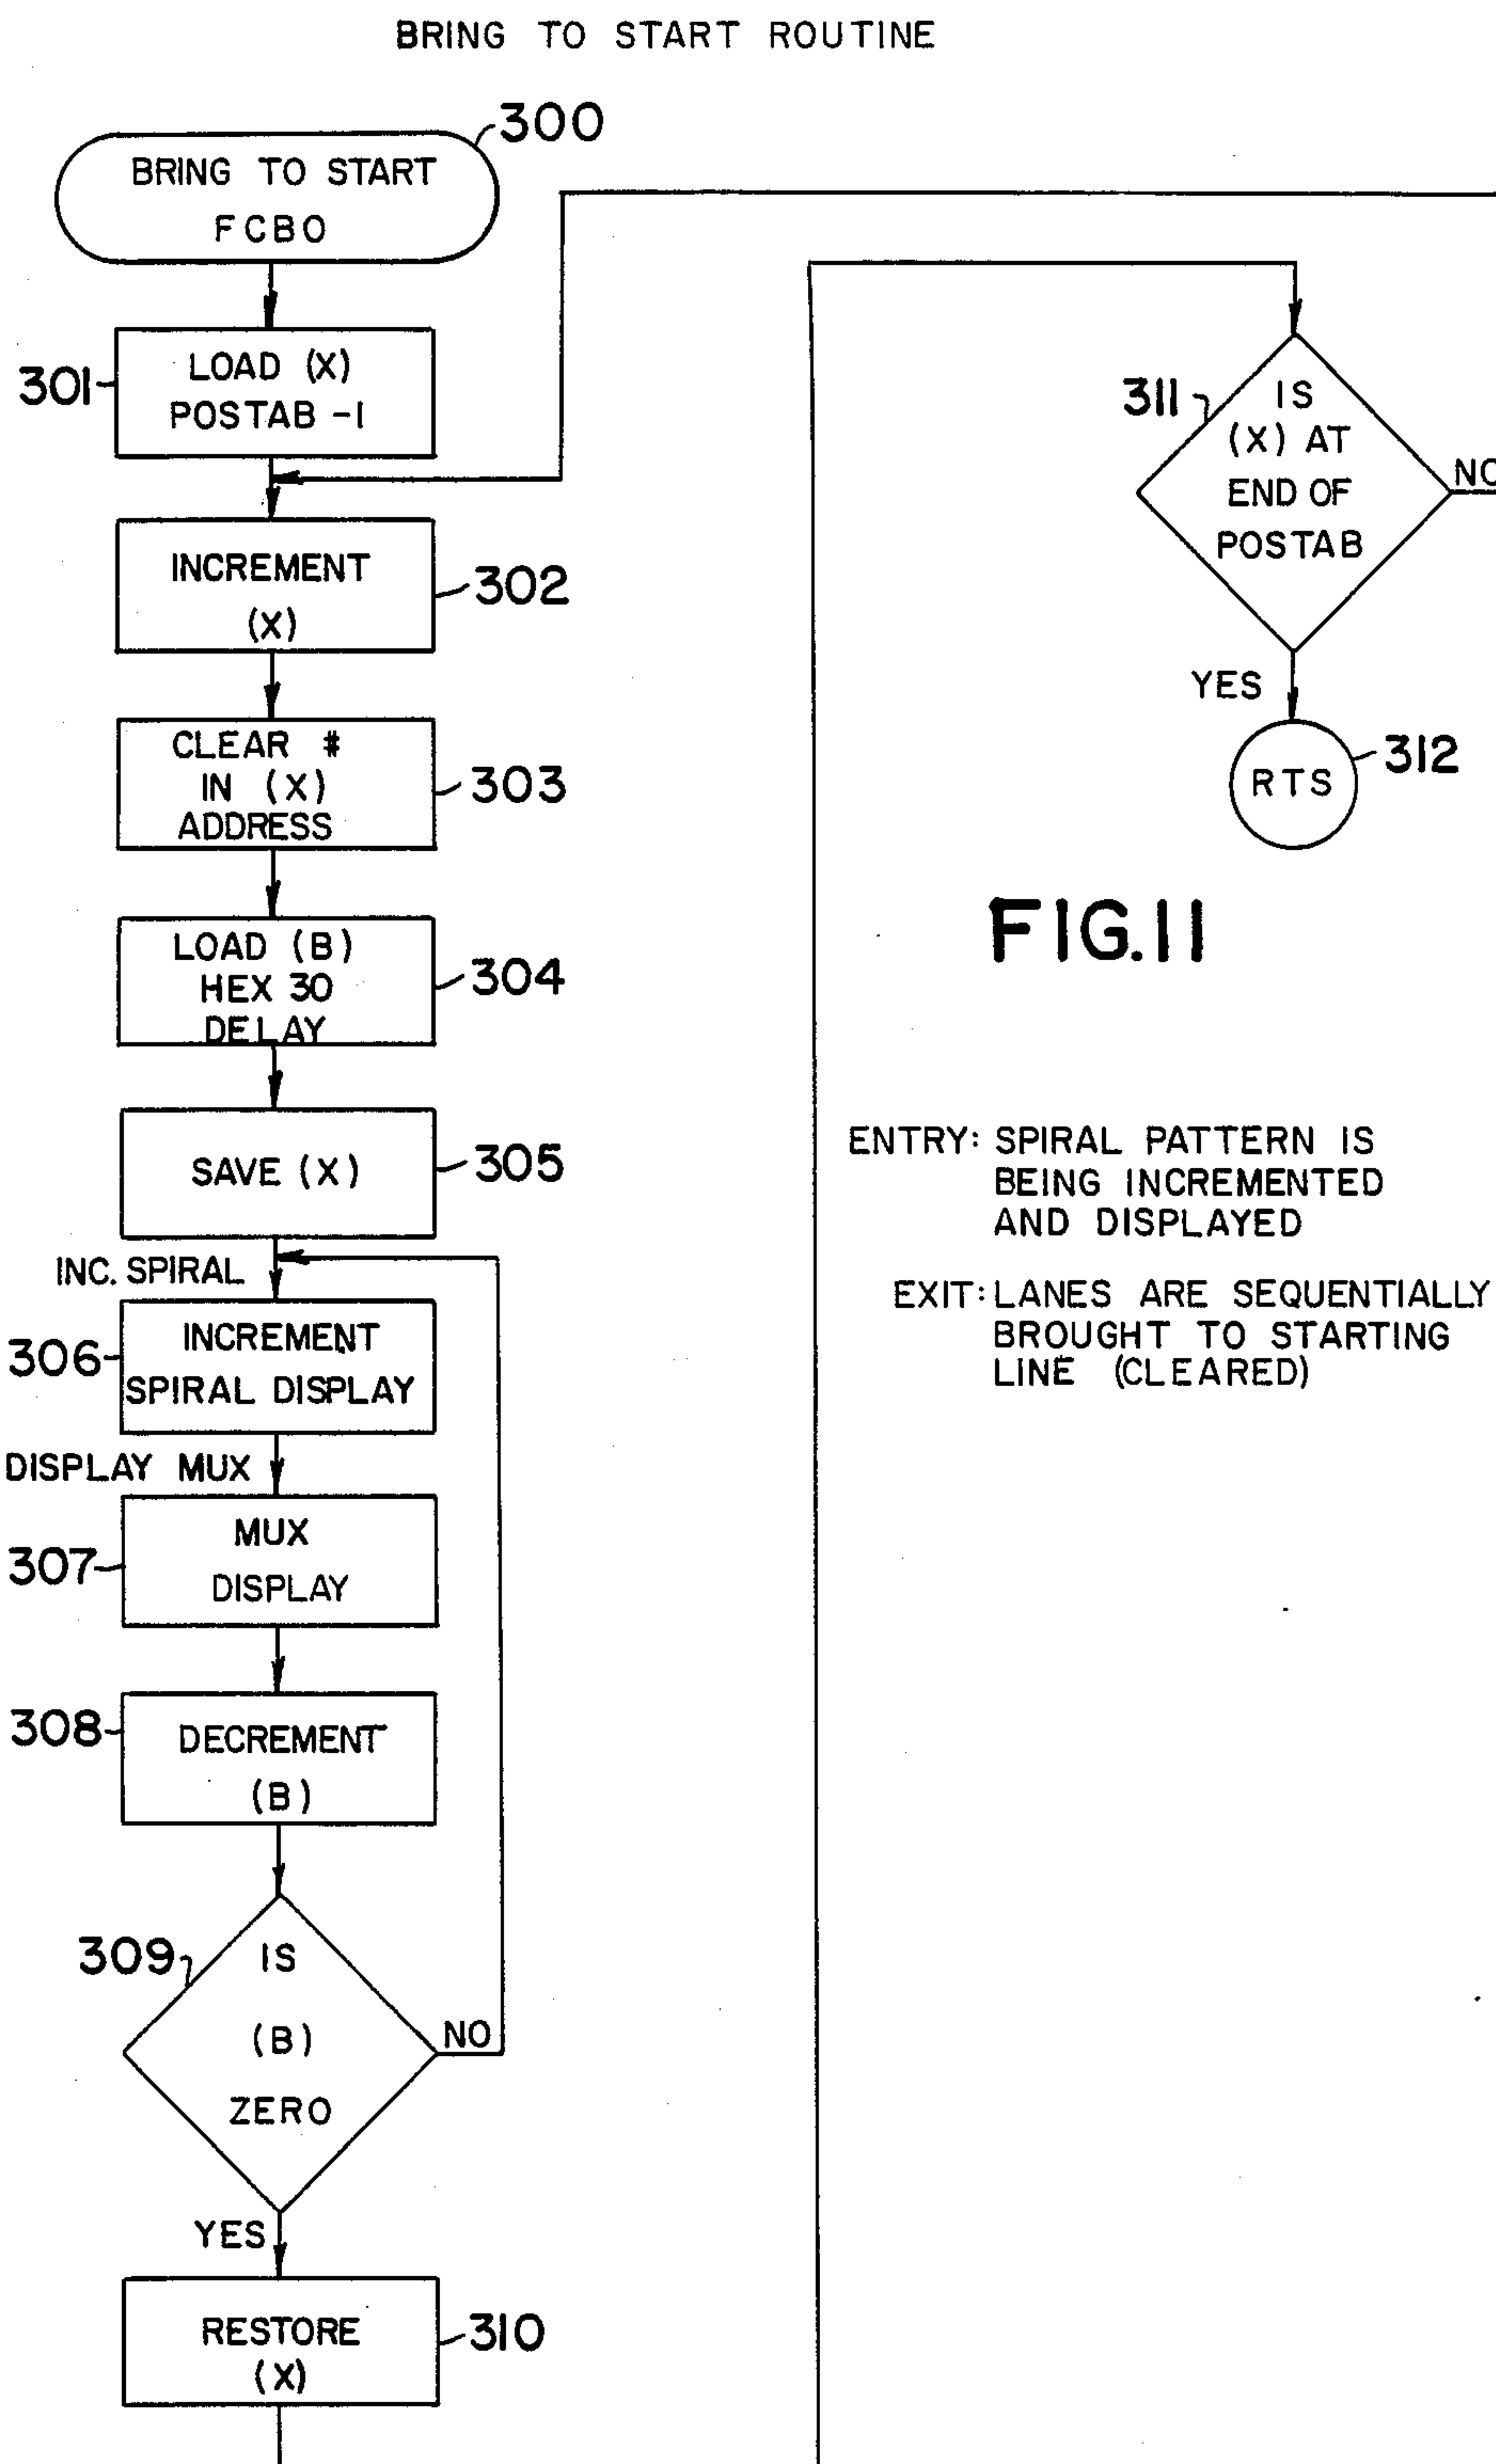 BRING TO START ROUTINE
300
BRING TO START
FCBO
301
LOAD (X)
POSTAB -1
INCREMENT
(X)
302
CLEAR #
IN (X)
ADDRESS
303
LOAD (B)
HEX 30
DELAY
304
SAVE (X)
305
INC. SPIRAL
306
INCREMENT
SPIRAL DISPLAY
DISPLAY MUX
307
MUX
DISPLAY
308
DECREMENT
(B)
309
IS
(B)
ZERO
NO
YES
RESTORE
(X)
310
311
IS
(X) AT
END OF
POSTAB
NO
YES
RTS
312
FIG.11
ENTRY: SPIRAL PATTERN IS
BEING INCREMENTED
AND DISPLAYED
EXIT: LANES ARE SEQUENTIALLY
BROUGHT TO STARTING
LINE (CLEARED)